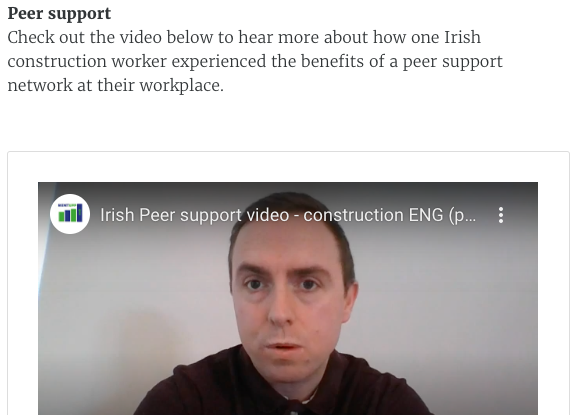 Peer support
Check out the video below to hear more about how one Irish
construction worker experienced the benefits of a peer support
network at their workplace.
Irish Peer support video - construction ENG (p...